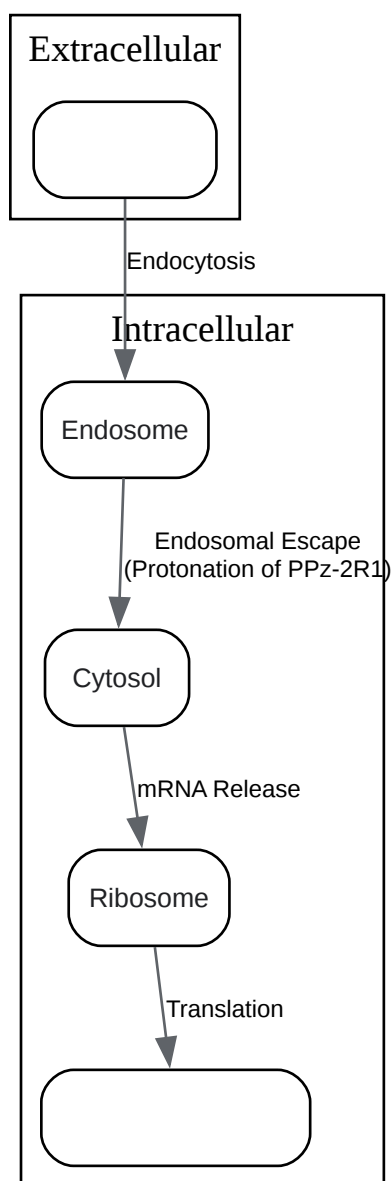 Extracellular
Endocytosis
Intracellular
Endosome
Endosomal Escape
(Protonation of PPz-2R1)
Cytosol
mRNA Release
Ribosome
Translation